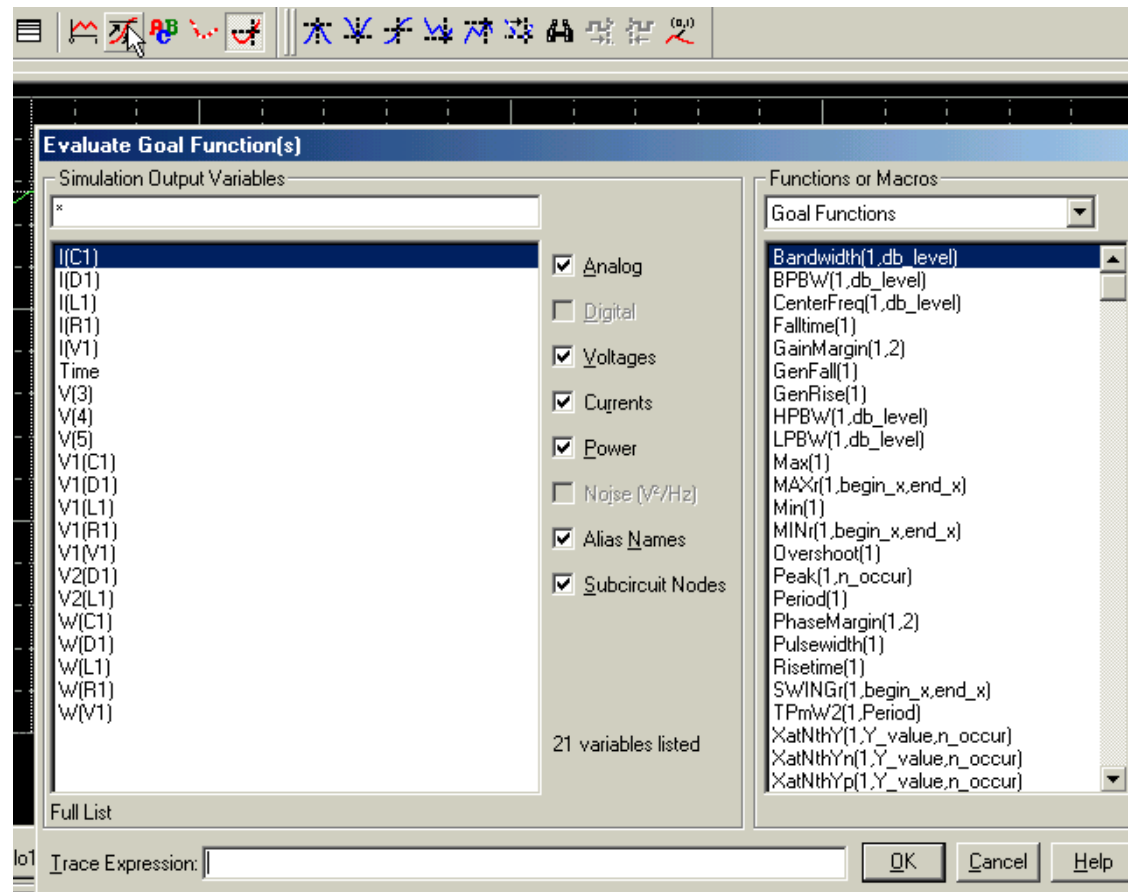 ABC
(0,1)
Evaluate Goal Function(s)
Simulation Output Variables
*
I(C1)
I(D1)
I(L1)
I(R1)
I(V1)
Time
V(3)
V(4)
V(5)
V1(C1)
V1(D1)
V1(L1)
V1(R1)
V1(V1)
V2(D1)
V2(L1)
W(C1)
W(D1)
W(L1)
W(R1)
W(V1)
Full List
Analog
Digital
Voltages
Currents
Power
Noise (V²/Hz)
Alias Names
Subcircuit Nodes
21 variables listed
Functions or Macros
Goal Functions
Bandwidth(1,db_level)
BPBW(1,db_level)
CenterFreq(1,db_level)
Falltime(1)
GainMargin(1,2)
GenFall(1)
GenRise(1)
HPBW(1,db_level)
LPBW(1,db_level)
Max(1)
MAXr(1,begin_x,end_x)
Min(1)
MINr(1,begin_x,end_x)
Overshoot(1)
Peak(1,n_occur)
Period(1)
PhaseMargin(1,2)
Pulsewidth(1)
Risetime(1)
SWINGr(1,begin_x,end_x)
TPmW2(1,Period)
XatNthY(1,Y_value,n_occur)
XatNthYn(1,Y_value,n_occur)
XatNthYp(1,Y_value,n_occur)
Trace Expression:
OK
Cancel
Help